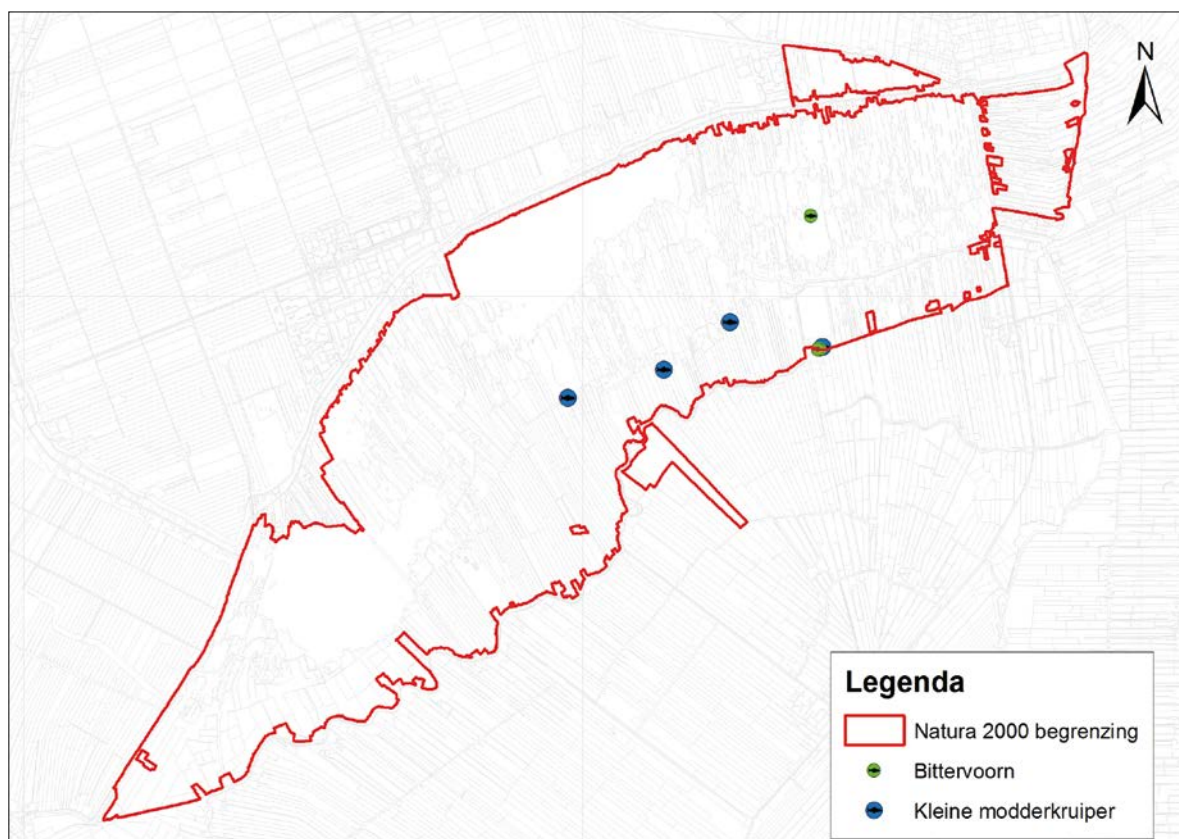 N
Legenda
Natura 2000 begrenzing
Bittervoorn
Kleine modderkruiper